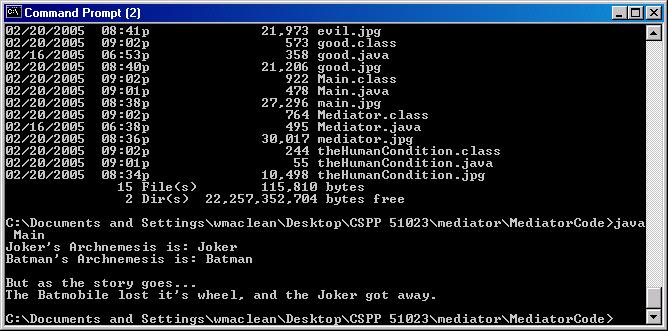 Command Prompt (2)
02/20/2005 08:41p 21,973 evil.jpg
02/20/2005 09:02p 573 good.class
02/16/2005 06:53p 358 good.java
02/20/2005 08:40p 21,206 good.jpg
02/20/2005 09:02p 922 Main.class
02/20/2005 09:01p 478 Main.java
02/20/2005 08:38p 27,296 main.jpg
02/20/2005 09:02p 764 Mediator.class
02/16/2005 06:38p 495 Mediator.java
02/20/2005 08:36p 30,017 mediator.jpg
02/20/2005 09:02p 244 theHumanCondition.class
02/20/2005 09:01p 55 theHumanCondition.java
02/20/2005 08:34p 10,498 theHumanCondition.jpg
15 File(s) 115,810 bytes
2 Dir(s) 22,257,352,704 bytes free
C:\Documents and Settings\wmaclean\Desktop\CSPP 51023\mediator\MediatorCode>java
Main
Joker's Archnemesis is: Joker
Batman's Archnemesis is: Batman
But as the story goes...
The Batmobile lost it's wheel, and the Joker got away.
C:\Documents and Settings\wmaclean\Desktop\CSPP 51023\mediator\MediatorCode>